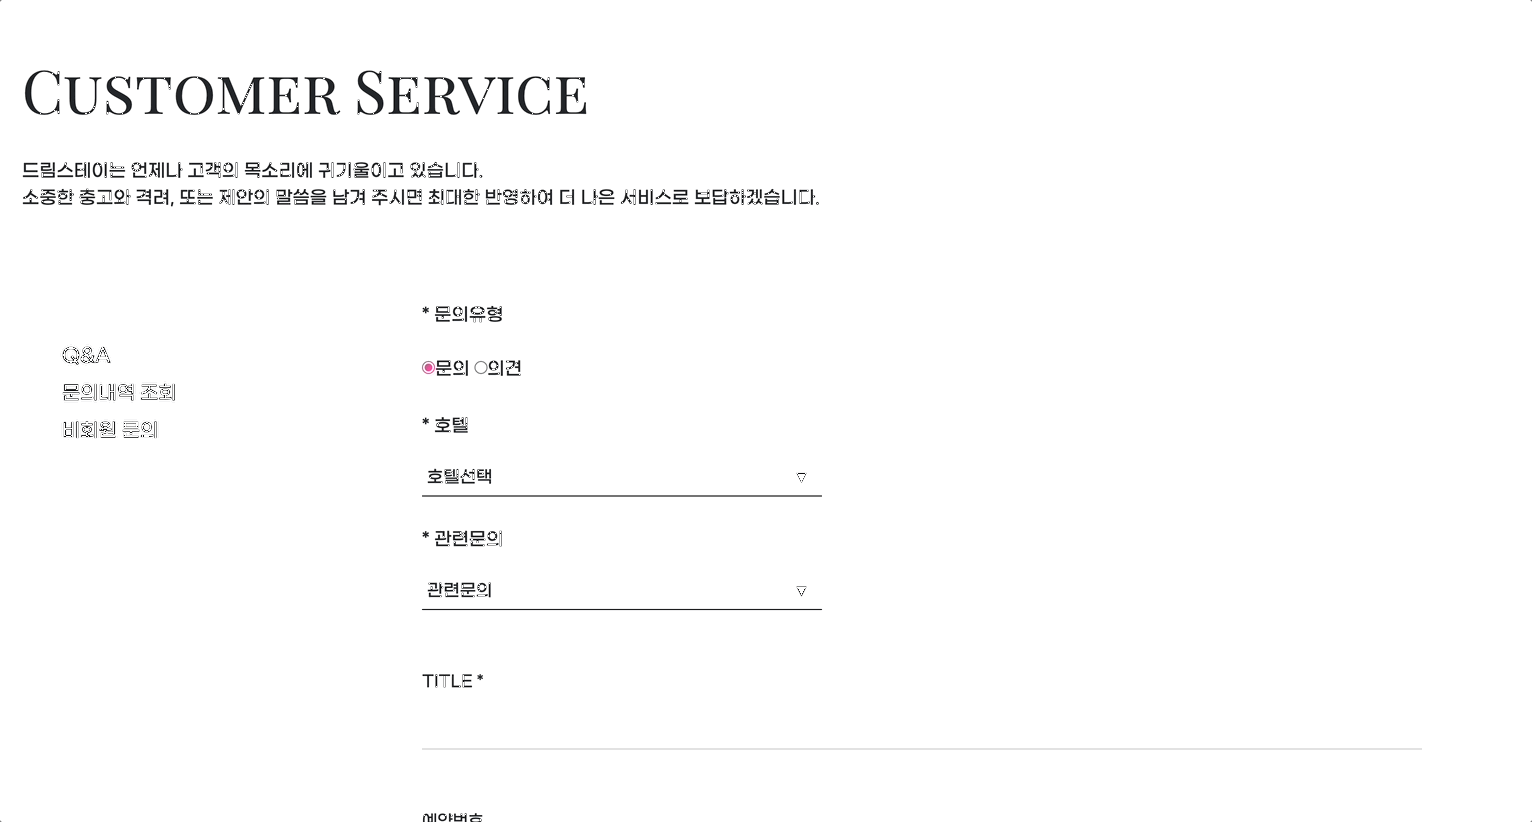 Customer Service
드림스테이는 언제나 고객의 목소리에 귀기울이고 있습니다.
소중한 충고와 격려, 또는 제안의 말씀을 남겨 주시면 최대한 반영하여 더 나은 서비스로 보답하겠습니다.
Q&A
문의내역 조회
비회원 문의
* 문의유형
문의 의견
* 호텔
호텔선택
* 관련문의
관련문의
TITLE *
예약번호